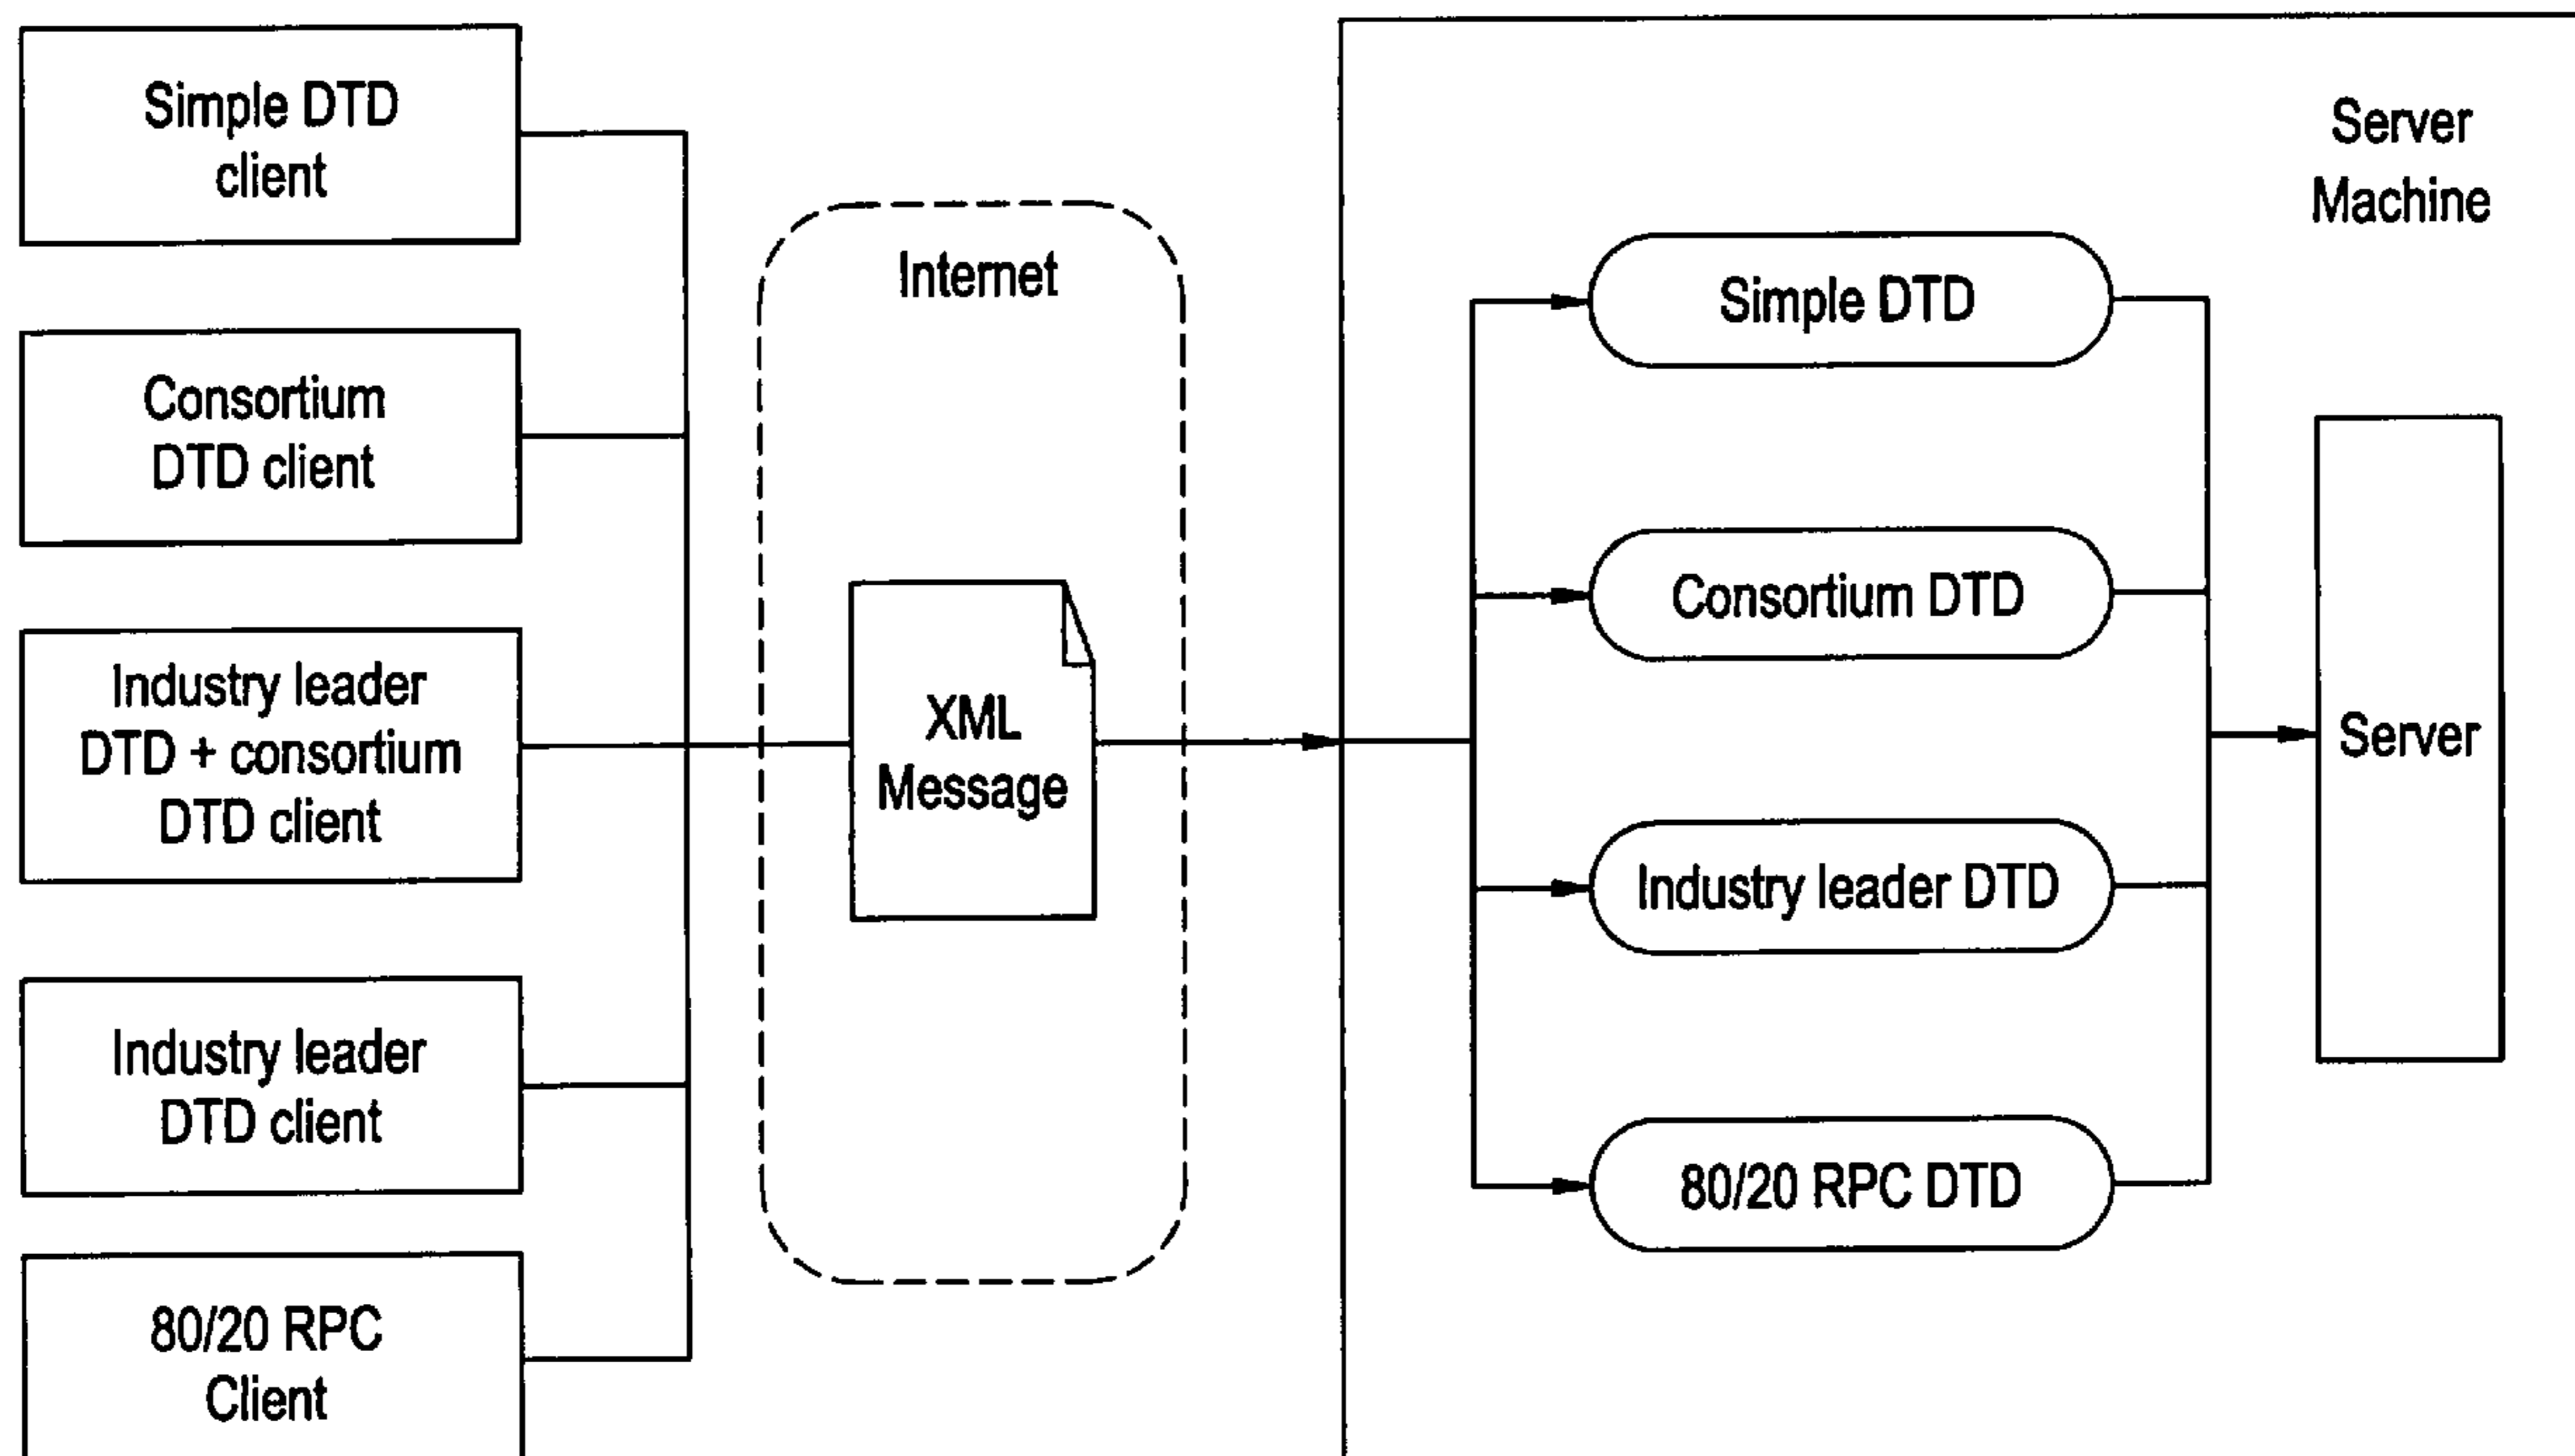 Simple DTD
client
Consortium
DTD client
Industry leader
DTD + consortium
DTD client
Industry leader
DTD client
80/20 RPC
Client
Internet
XML
Message
Server
Machine
Simple DTD
Consortium DTD
Industry leader DTD
80/20 RPC DTD
Server